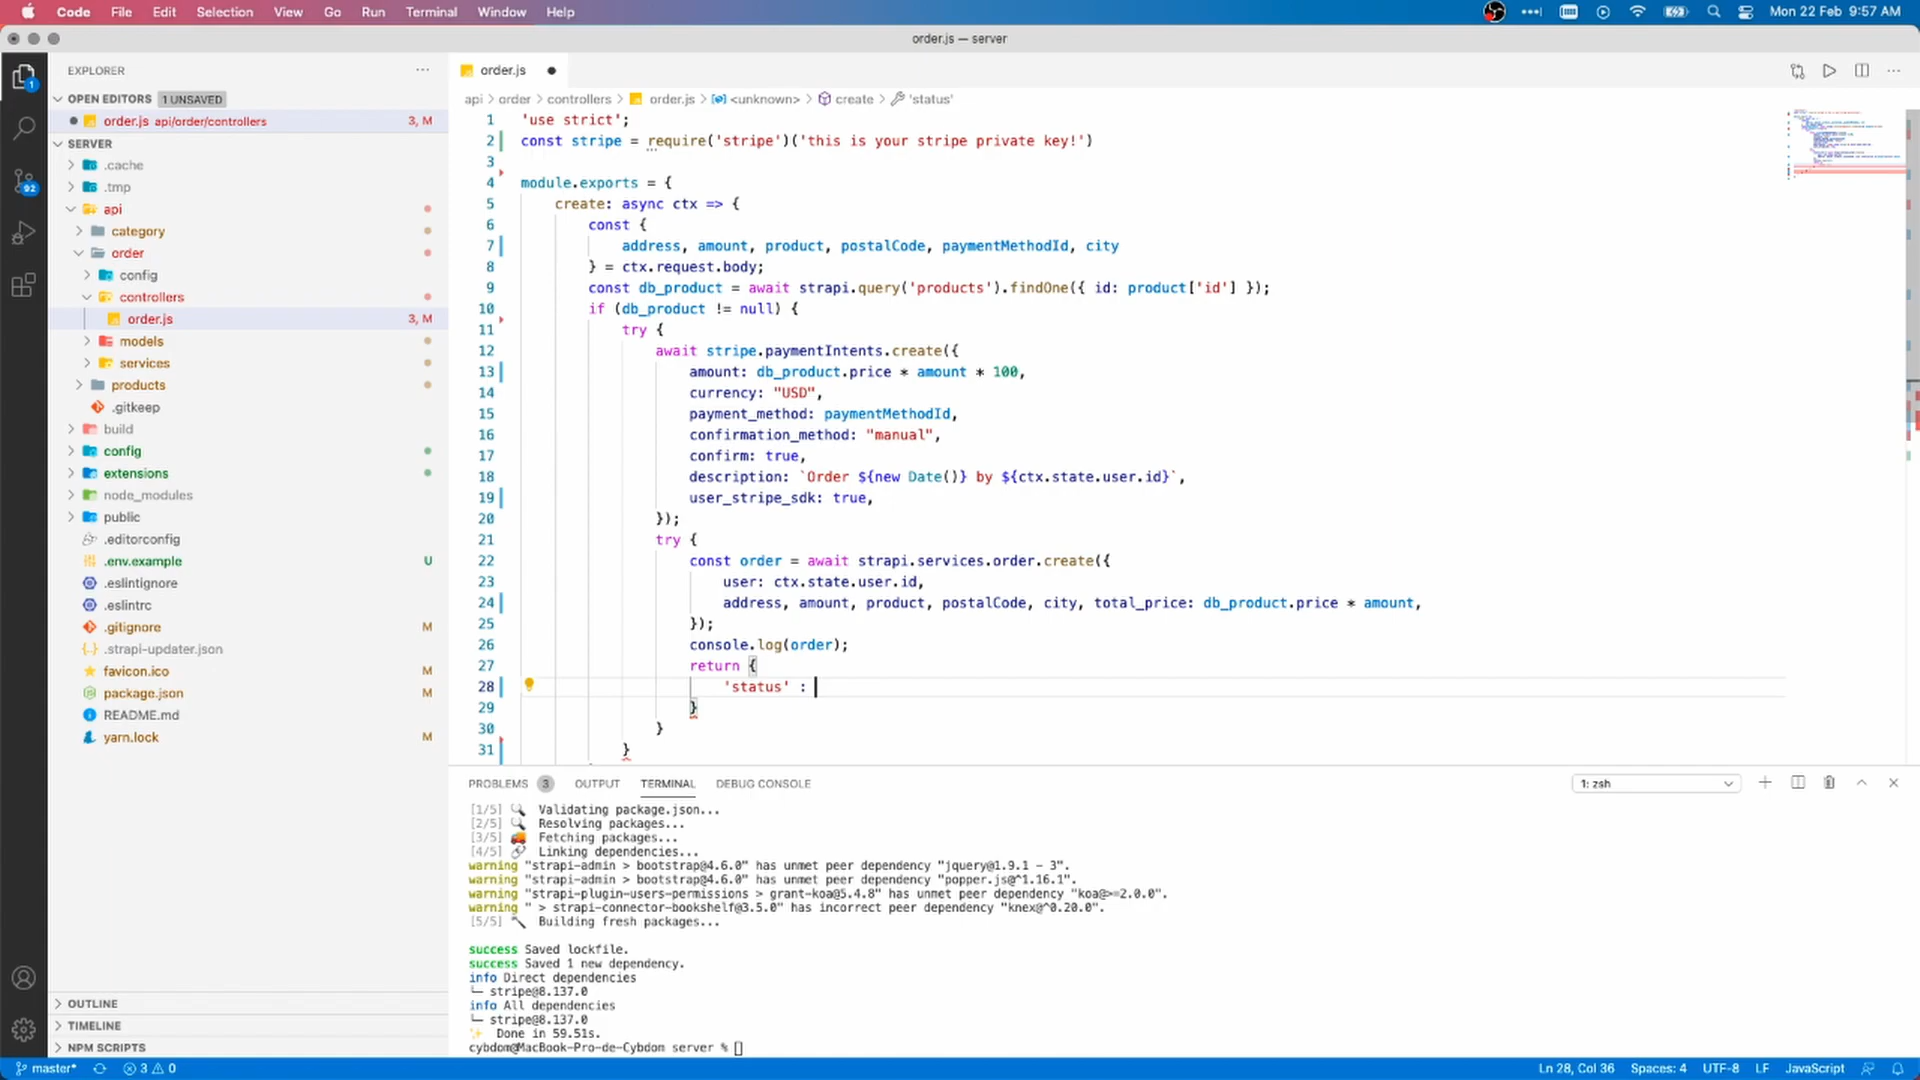 Code File Edit Selection View Go Run Terminal Window Help Mon 22 Feb 9:57 AM
order.js — server
EXPLORER
OPEN EDITORS 1 UNSAVED
order.js api/order/controllers 3, M
SERVER
.cache
.tmp
api
category
order
config
controllers
order.js 3, M
models
services
products
.gitkeep
build
config
extensions
node_modules
public
.editorconfig
.env.example U
.eslintignore
.eslintrc
.gitignore M
.strapi-updater.json
favicon.ico M
package.json M
README.md
yarn.lock M
OUTLINE
TIMELINE
NPM SCRIPTS
1
92
order.js
api > order > controllers > order.js > <unknown> > create > 'status'
1 'use strict';
2 const stripe = require('stripe')('this is your stripe private key!')
3
4 module.exports = {
5 create: async ctx => {
6 const {
7 address, amount, product, postalCode, paymentMethodId, city
8 } = ctx.request.body;
9 const db_product = await strapi.query('products').findOne({ id: product['id'] });
10 if (db_product != null) {
11 try {
12 await stripe.paymentIntents.create({
13 amount: db_product.price * amount * 100,
14 currency: "USD",
15 payment_method: paymentMethodId,
16 confirmation_method: "manual",
17 confirm: true,
18 description: `Order ${new Date()} by ${ctx.state.user.id}`,
19 user_stripe_sdk: true,
20 });
21 try {
22 const order = await strapi.services.order.create({
23 user: ctx.state.user.id,
24 address, amount, product, postalCode, city, total_price: db_product.price * amount,
25 });
26 console.log(order);
27 return {
28 'status' :
29 }
30 }
31 }
PROBLEMS 3 OUTPUT TERMINAL DEBUG CONSOLE 1: zsh
[1/5] Validating package.json...
[2/5] Resolving packages...
[3/5] Fetching packages...
[4/5] Linking dependencies...
warning "strapi-admin > bootstrap@4.6.0" has unmet peer dependency "jquery@1.9.1 - 3".
warning "strapi-admin > bootstrap@4.6.0" has unmet peer dependency "popper.js@^1.16.1".
warning "strapi-plugin-users-permissions > grant-koa@5.4.8" has unmet peer dependency "koa@>=2.0.0".
warning " > strapi-connector-bookshelf@3.5.0" has incorrect peer dependency "knex@^0.20.0".
[5/5] Building fresh packages...
success Saved lockfile.
success Saved 1 new dependency.
info Direct dependencies
└─ stripe@8.137.0
info All dependencies
└─ stripe@8.137.0
Done in 59.51s.
cybdom@MacBook-Pro-de-Cybdom server %
master* 3 0 Ln 28, Col 36 Spaces: 4 UTF-8 LF JavaScript